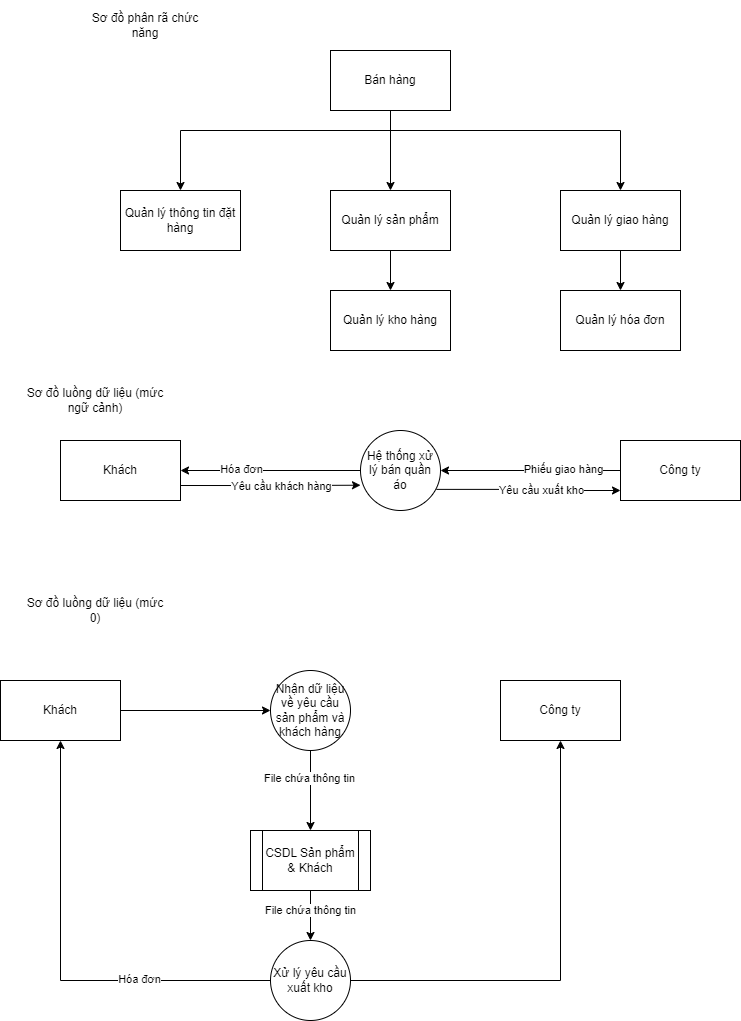 Sơ đồ phân rã chức
năng
Bán hàng
Quản lý thông tin đặt
hàng
Quản lý sản phẩm
Quản lý giao hàng
Quản lý kho hàng
Quản lý hóa đơn
Sơ đồ luồng dữ liệu (mức
ngữ cảnh)
Khách
Hóa đơn
Yêu cầu khách hàng
Hệ thống xử
lý bán quần
áo
Phiếu giao hàng
Yêu cầu xuất kho
Công ty
Sơ đồ luồng dữ liệu (mức
0)
Khách
Nhận dữ liệu
về yêu cầu
sản phẩm và
khách hàng
Công ty
File chứa thông tin
CSDL Sản phẩm
& Khách
File chứa thông tin
Xử lý yêu cầu
xuất kho
Hóa đơn